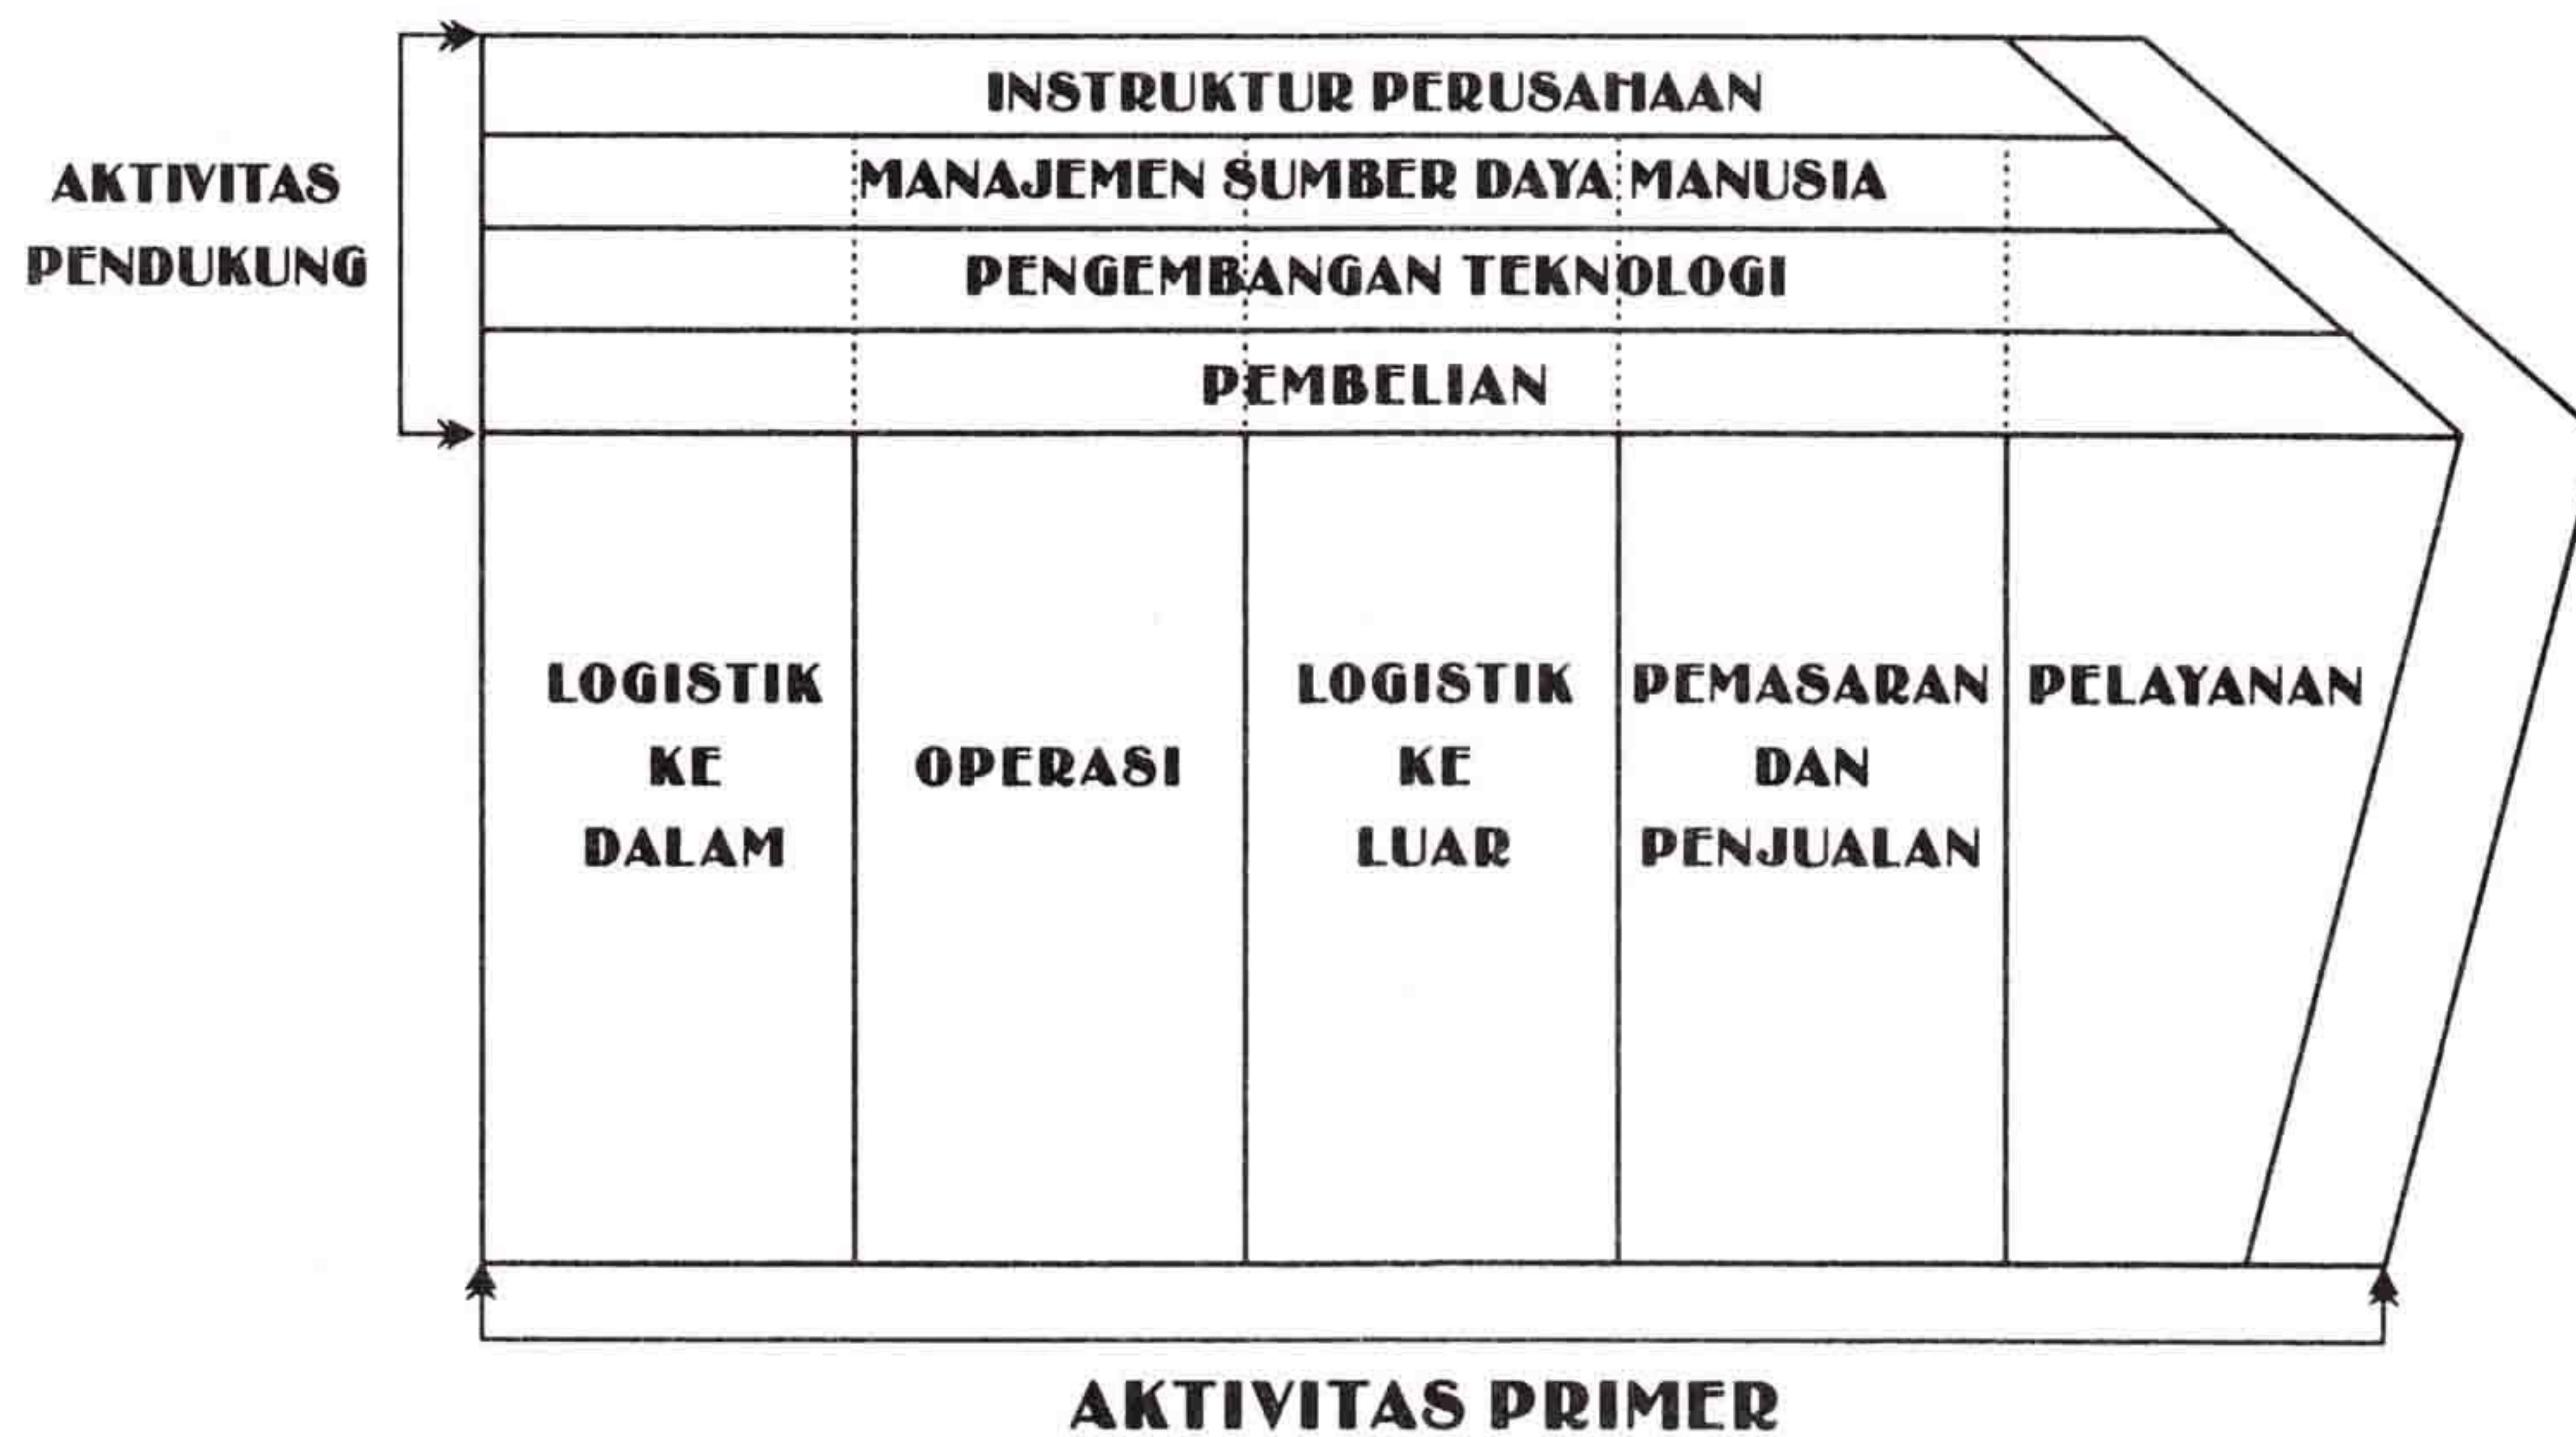 INSTRUKTUR PERUSAHAAN
MANAJEMEN SUMBER DAYA MANUSIA
PENGEMBANGAN TEKNOLOGI
PEMBELIAN
AKTIVITAS
PENDUKUNG
LOGISTIK
KE
DALAM
OPERASI
LOGISTIK
KE
LUAR
PEMASARAN
DAN
PENJUALAN
PELAYANAN
AKTIVITAS PRIMER